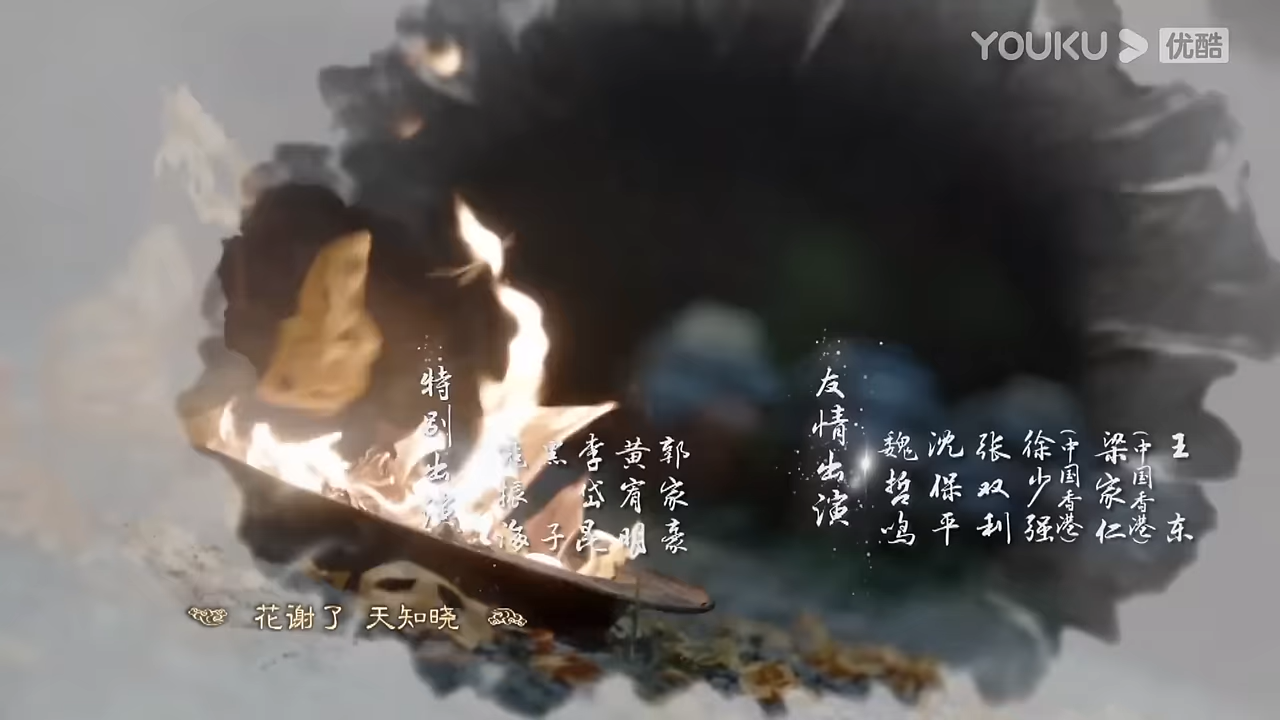 YOUKU 优酷
友情出演
王东
梁家仁
(中国香港)
徐少强
(中国香港)
张双利
沈保平
魏哲鸣
特别出演
郭家豪
黄宥明
李岱昆
黑子
振海
花谢了 天知晓